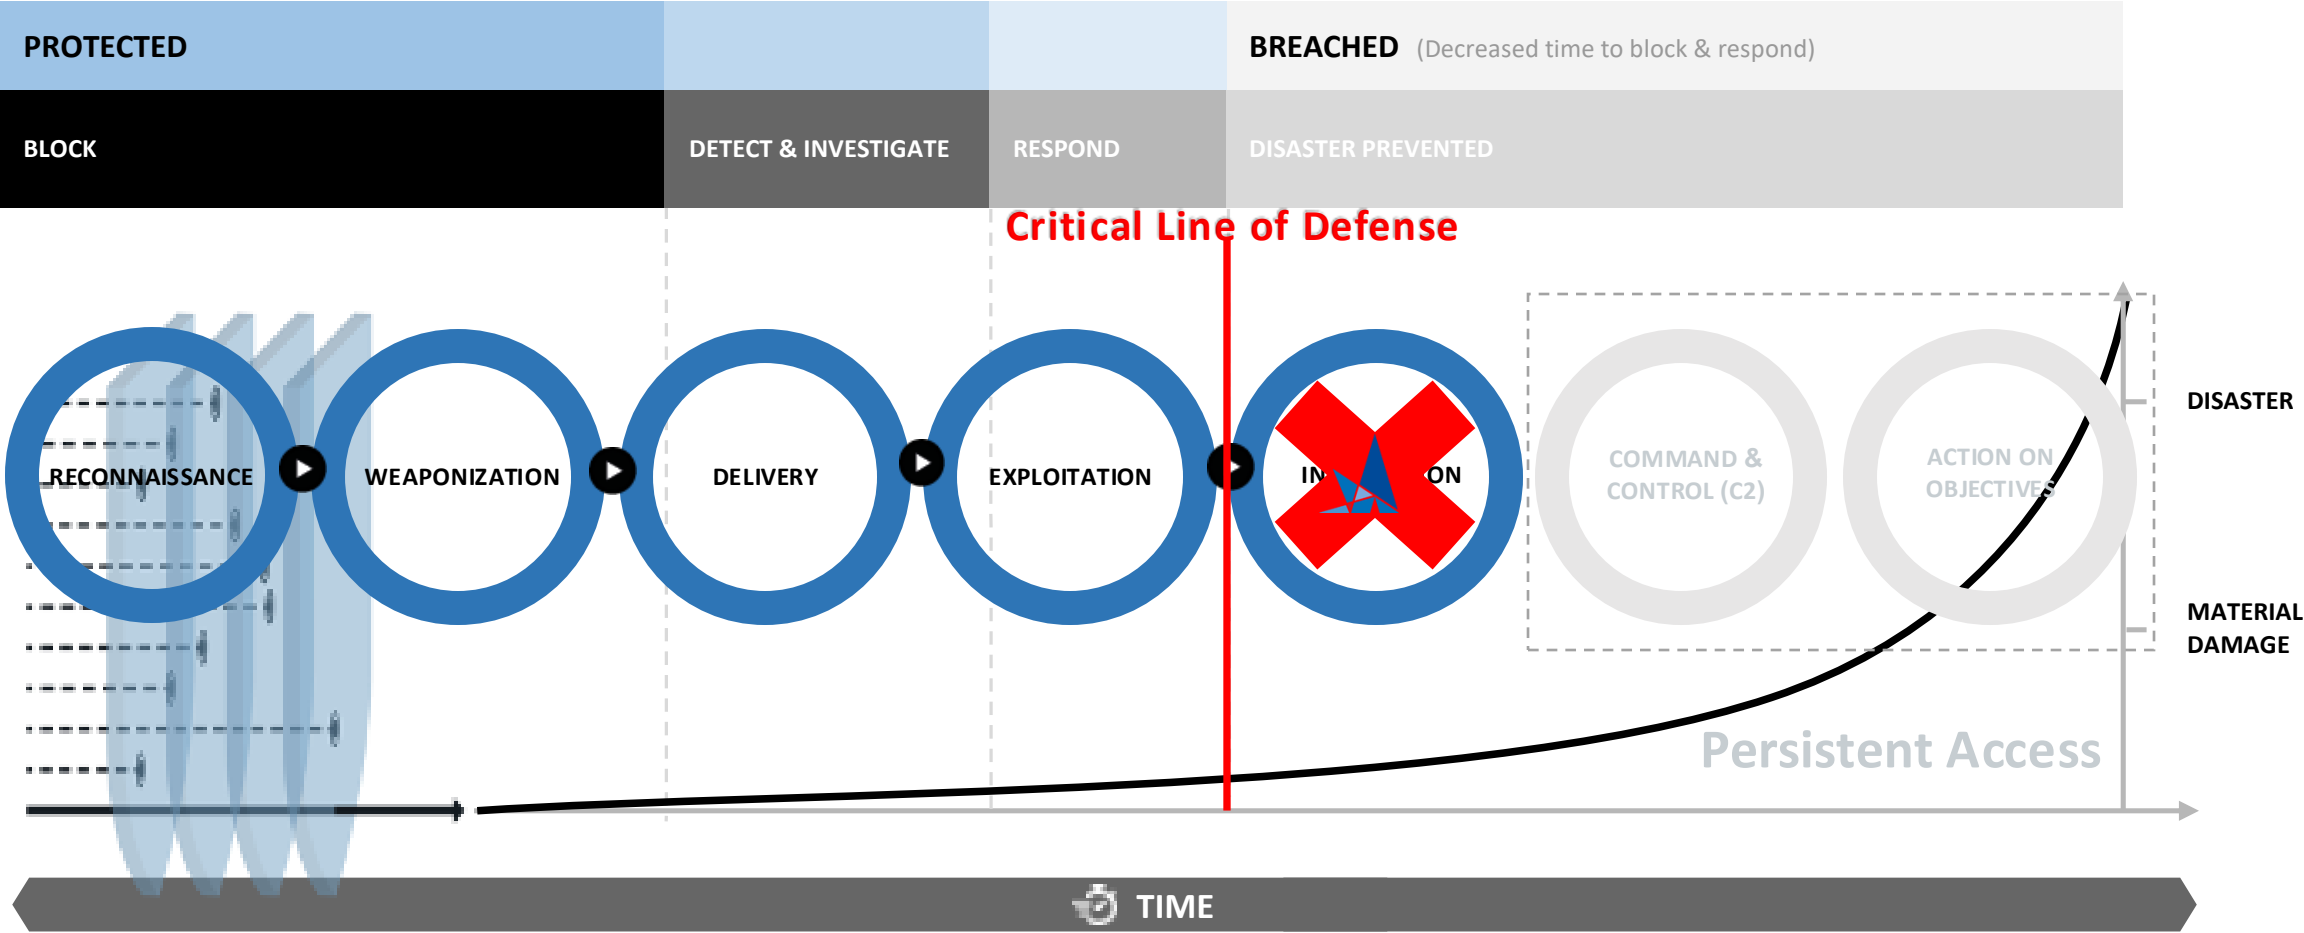 PROTECTED
BREACHED (Decreased time to block & respond)
BLOCK
DETECT & INVESTIGATE
RESPOND
DISASTER PREVENTED
Critical Line of Defense
RECONNAISSANCE
WEAPONIZATION
DELIVERY
EXPLOITATION
COMMAND &
CONTROL (C2)
ACTION ON
OBJECTIVES
DISASTER
MATERIAL
DAMAGE
Persistent Access
TIME